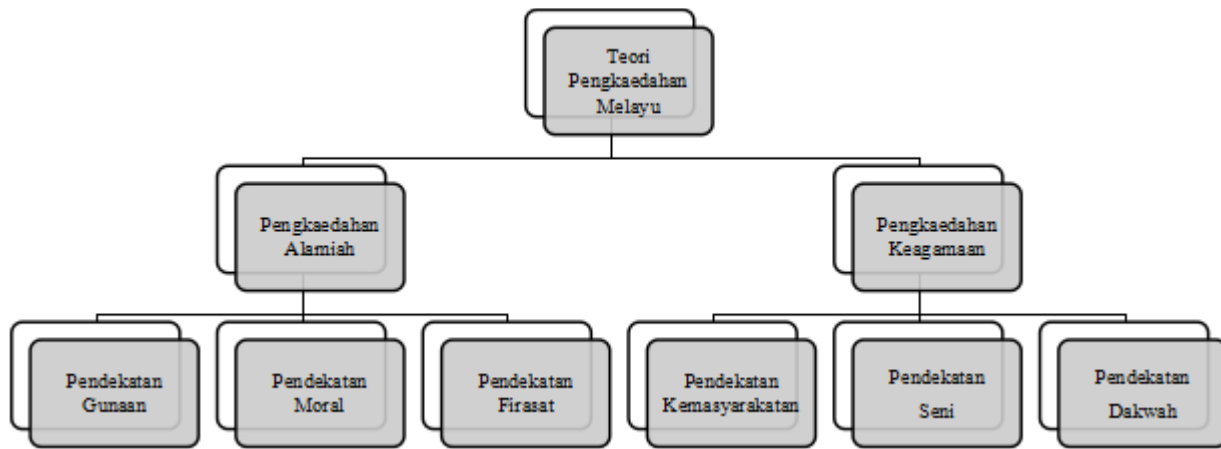 Teori
Pengkaedahan
Melayu
Pengkaedahan
Alamiah
Pengkaedahan
Keagamaan
Pendekatan
Gunaan
Pendekatan
Moral
Pendekatan
Firasat
Pendekatan
Kemasyarakatan
Pendekatan
Seni
Pendekatan
Dakwah